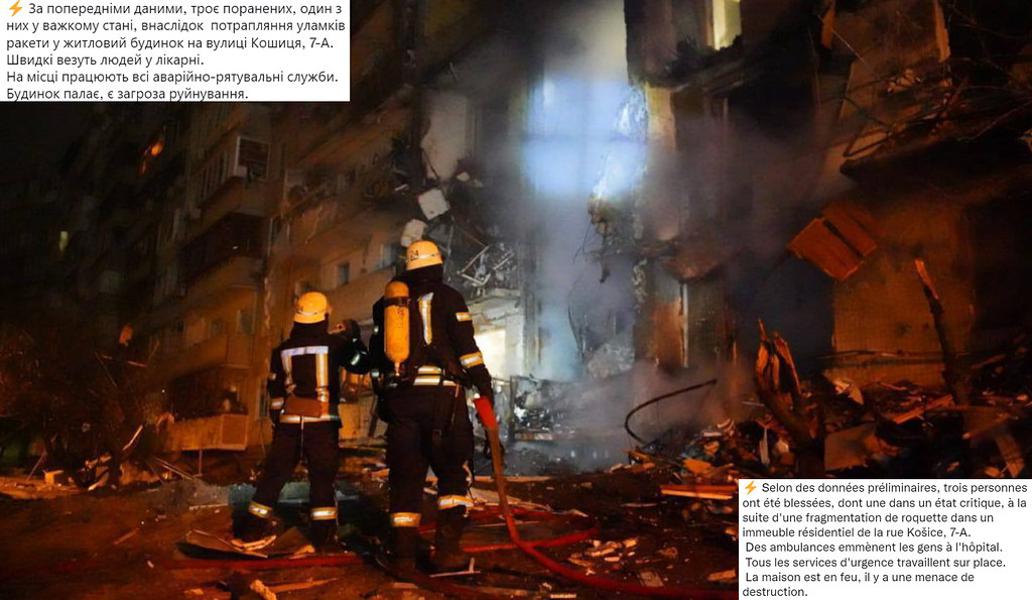 ⚡ За попередніми даними, троє поранених, один з
них у важкому стані, внаслідок потрапляння уламків
ракети у житловий будинок на вулиці Кошиця, 7-А.
Швидкі везуть людей у лікарні.
На місці працюють всі аварійно-рятувальні служби.
Будинок палає, є загроза руйнування.
24
⚡ Selon des données préliminaires, trois personnes
ont été blessées, dont une dans un état critique, à la
suite d'une fragmentation de roquette dans un
immeuble résidentiel de la rue Košice, 7-A.
Des ambulances emmènent les gens à l'hôpital.
Tous les services d'urgence travaillent sur place.
La maison est en feu, il y a une menace de
destruction.